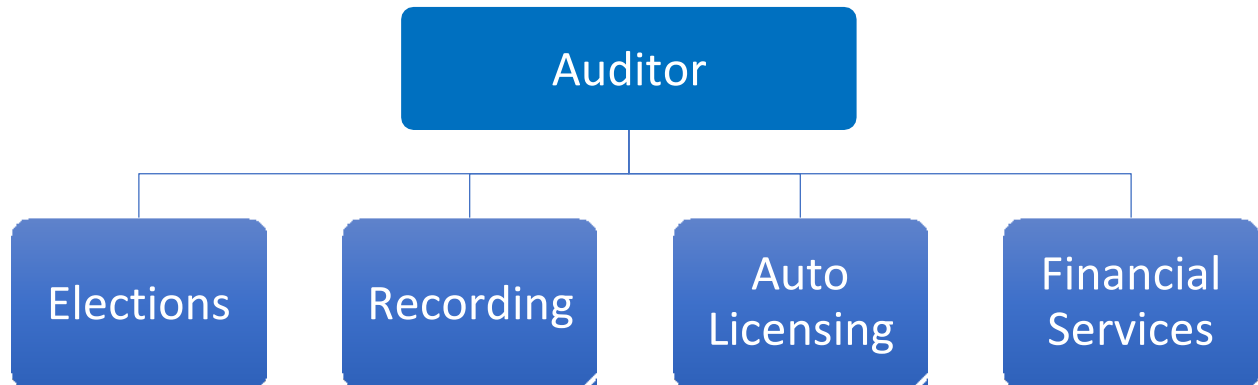 Auditor
Elections
Recording
Auto
Licensing
Financial
Services